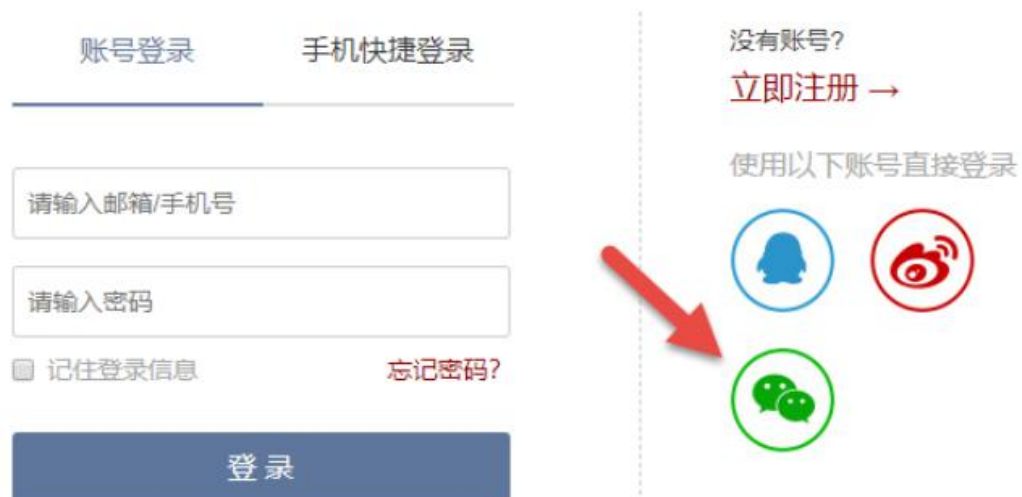 账号登录
手机快捷登录
请输入邮箱/手机号
请输入密码
记住登录信息
忘记密码?
登录
没有账号?
立即注册 →
使用以下账号直接登录